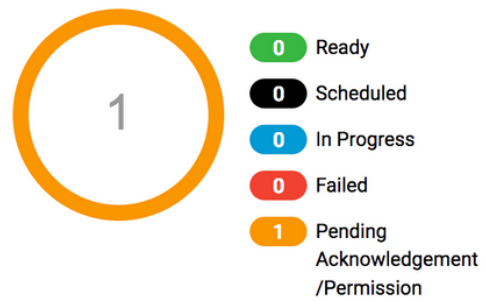 1
0 Ready
0 Scheduled
0 In Progress
0 Failed
1 Pending
Acknowledgement
/Permission